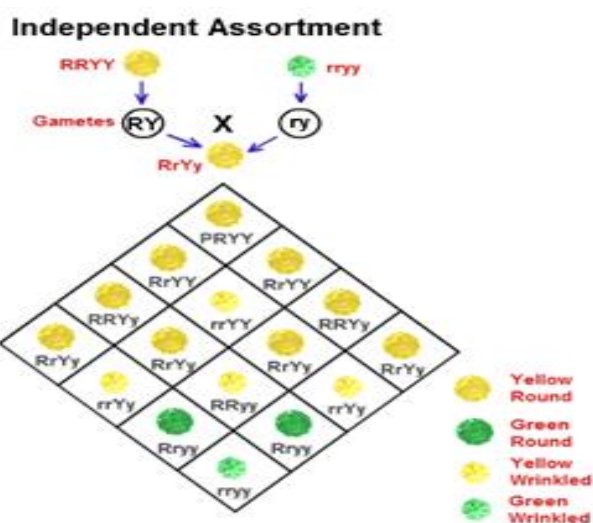 Independent Assortment
RRYY rryy
Gametes RY X ry
RrYy
PRYY
RrYY RrYY
RRYy rrYY RRYy
RrYy RrYy RrYy RrYy
rrYy RRyy rrYy
Rryy Rryy
rryy
Yellow
Round
Green
Round
Yellow
Wrinkled
Green
Wrinkled